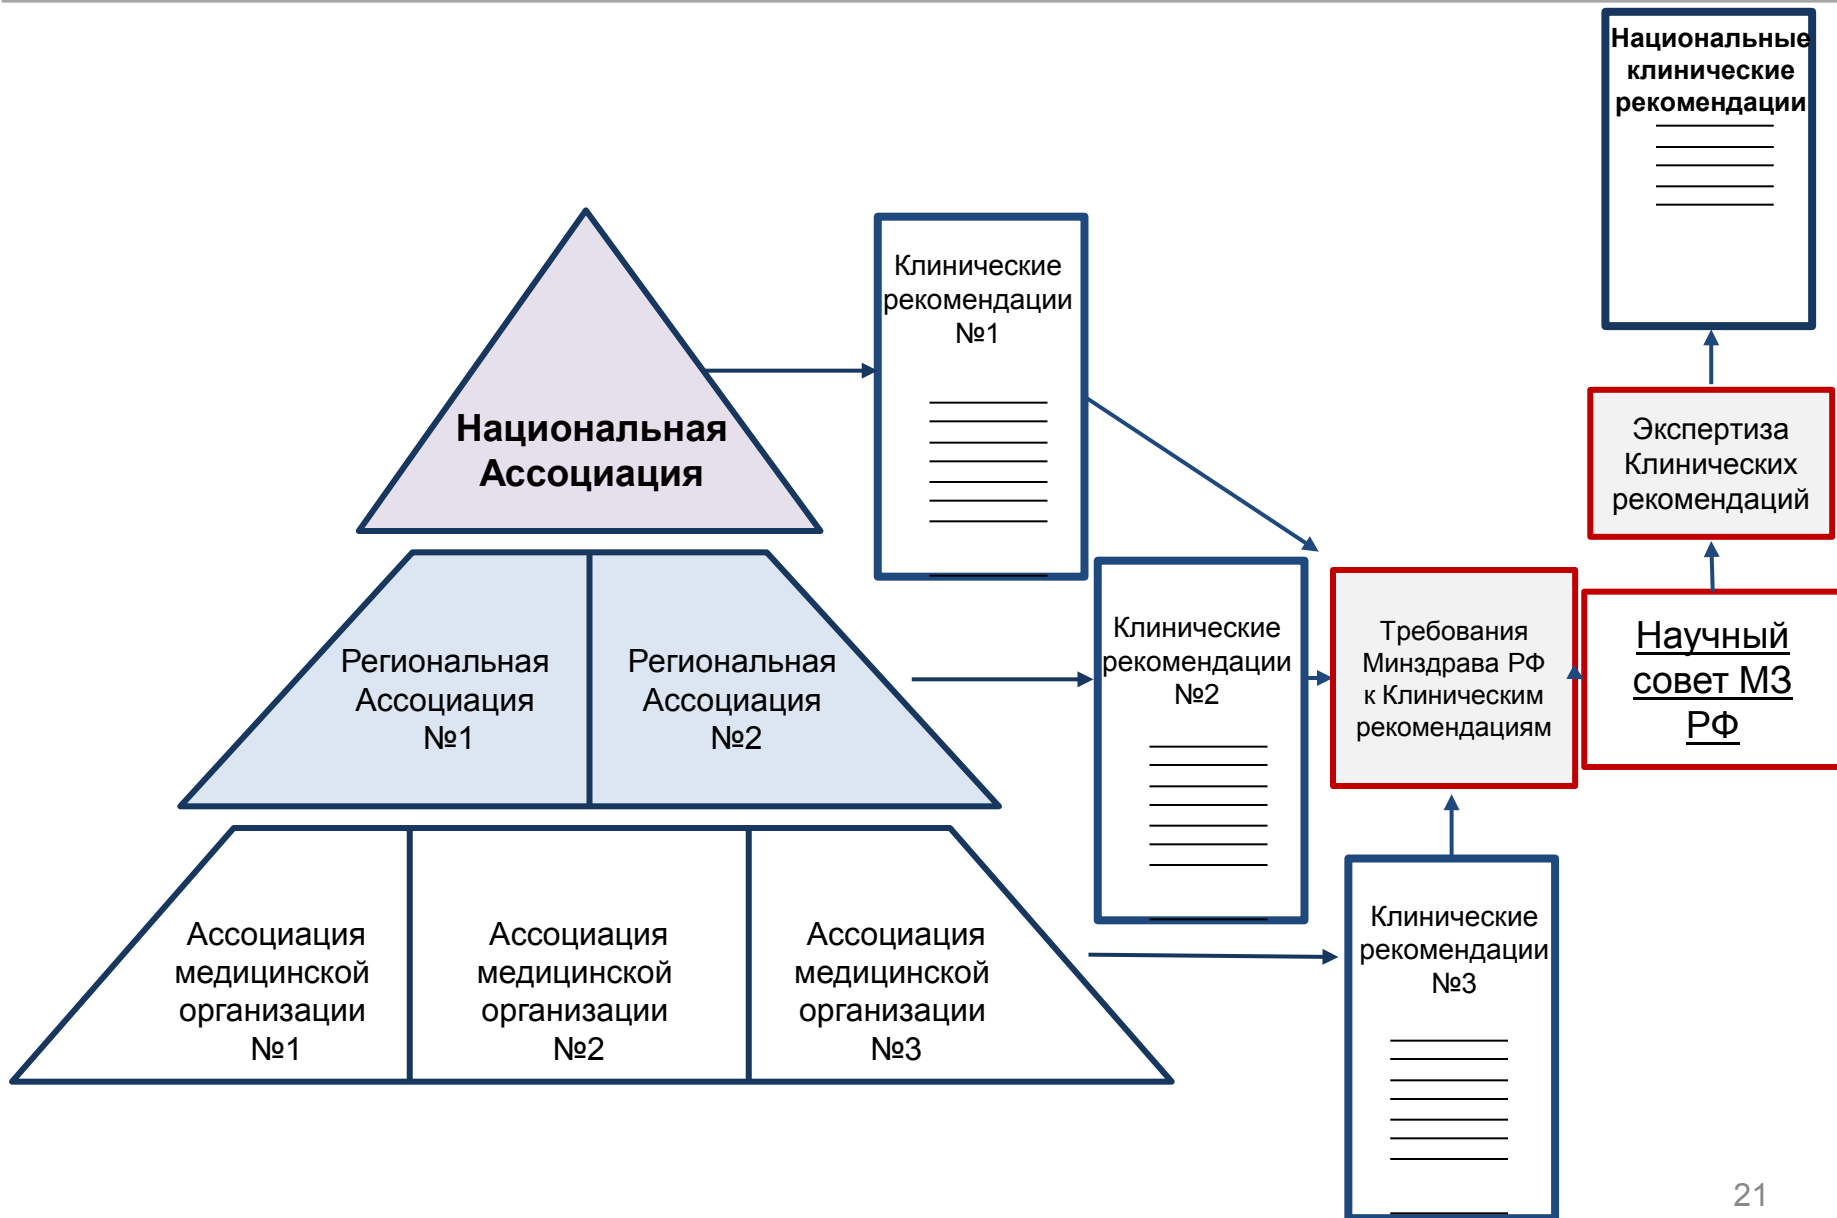 Национальные
клинические
рекомендации
Клинические
рекомендации
№1
Национальная
Ассоциация
Экспертиза
Клинических
рекомендаций
Региональная
Ассоциация
№1
Региональная
Ассоциация
№2
Клинические
рекомендации
№2
Требования
Минздрава РФ
к Клиническим
рекомендациям
Научный
совет МЗ
РФ
Ассоциация
медицинской
организации
№1
Ассоциация
медицинской
организации
№2
Ассоциация
медицинской
организации
№3
Клинические
рекомендации
№3
21